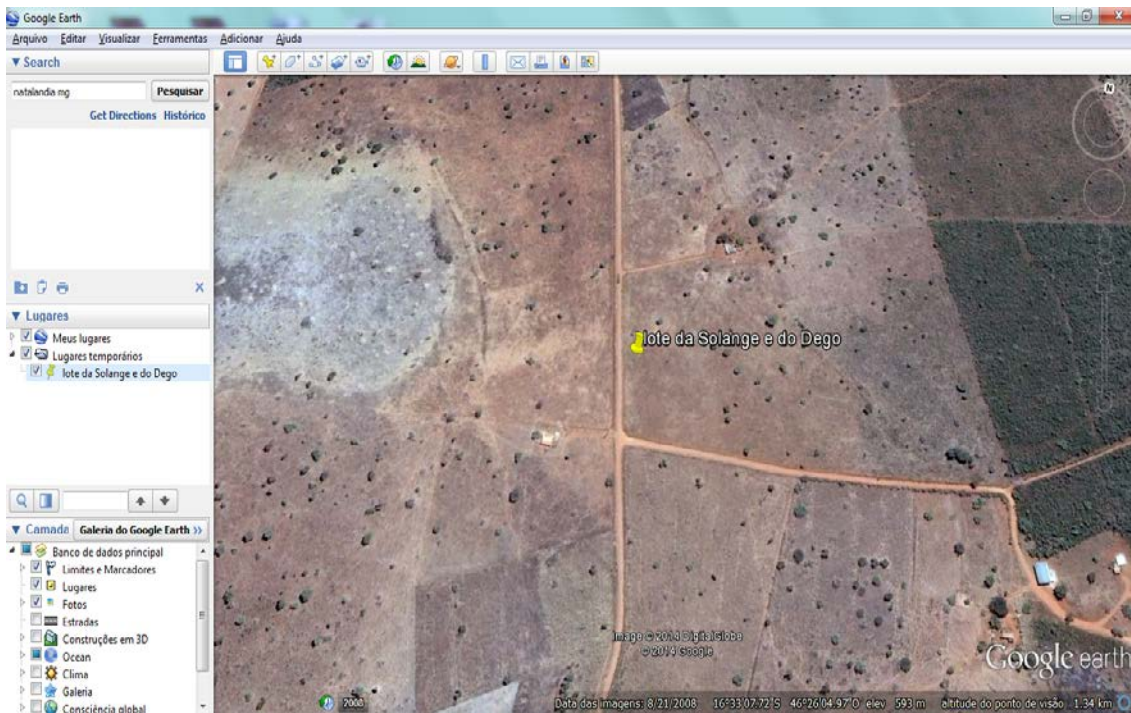 Google Earth
Arquivo Editar Visualizar Ferramentas Adicionar Ajuda
Search
natalandia mg Pesquisar
Get Directions Histórico
Lugares
Meus lugares
Lugares temporários
lote da Solange e do Dego
Camada Galeria do Google Earth >>
Banco de dados principal
Limites e Marcadores
Lugares
Fotos
Estradas
Construções em 3D
Ocean
Clima
Galeria
Consciência global
N
lote da Solange e do Dego
Image © 2014 DigitalGlobe
© 2014 Google
Google earth
2008
Data das imagens: 8/21/2008 16°33'07.72"S 46°26'04.97"O elev 593 m altitude do ponto de visão 1.34 km